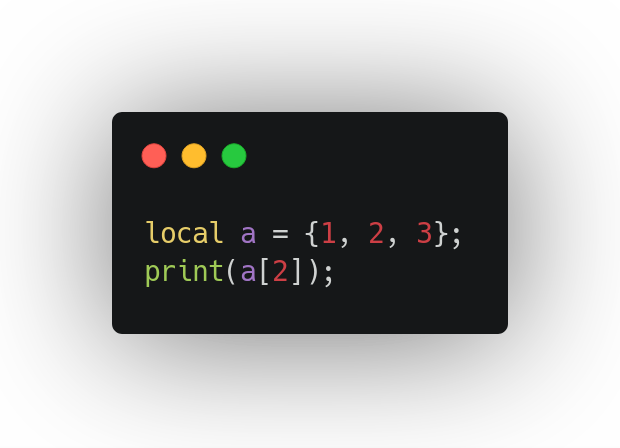 local a = {1, 2, 3};
print(a[2]);